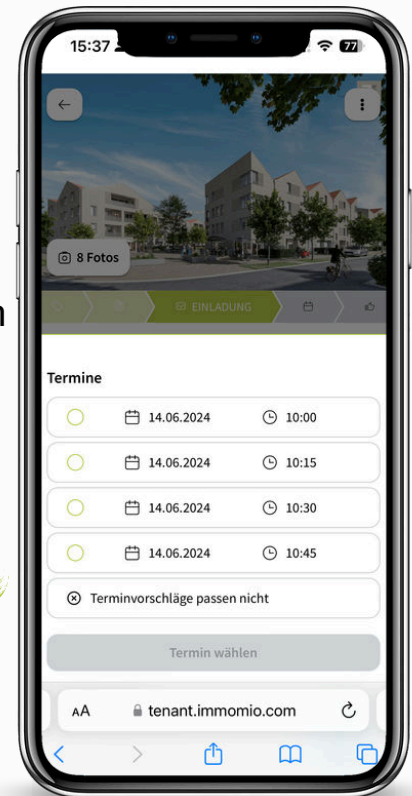 15:37
77
8 Fotos
EINLADUNG
n
Termine
14.06.2024 10:00
14.06.2024 10:15
14.06.2024 10:30
14.06.2024 10:45
Terminvorschläge passen nicht
Termin wählen
AA tenant.immomio.com